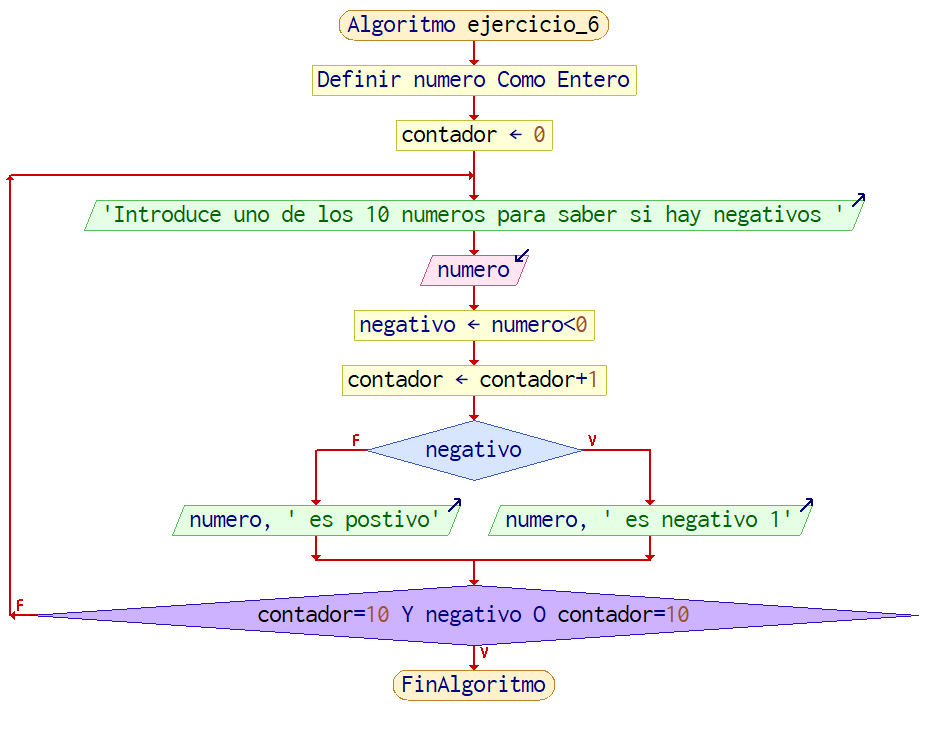 Algoritmo ejercicio_6
Definir numero Como Entero
contador ← 0
'Introduce uno de los 10 numeros para saber si hay negativos '
numero
negativo ← numero<0
contador ← contador+1
F
V
negativo
numero, ' es postivo'
numero, ' es negativo 1'
F
contador=10 Y negativo O contador=10
V
FinAlgoritmo